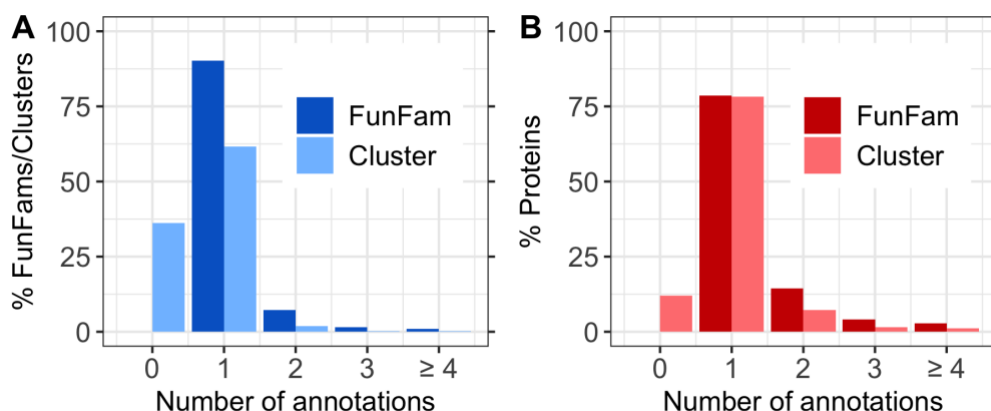 A
% FunFams/Clusters
100
75
50
25
0
FunFam
Cluster
0 1 2 3 ≥ 4
Number of annotations
B
% Proteins
100
75
50
25
0
FunFam
Cluster
0 1 2 3 ≥ 4
Number of annotations